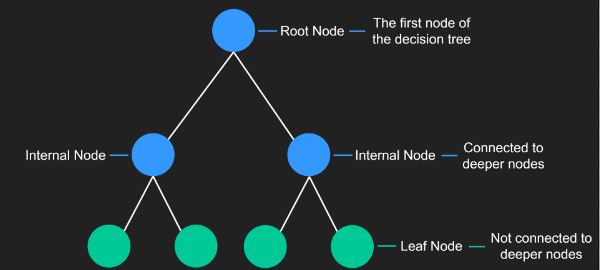 Root Node
The first node of
the decision tree
Internal Node
Internal Node
Connected to
deeper nodes
Leaf Node
Not connected to
deeper nodes